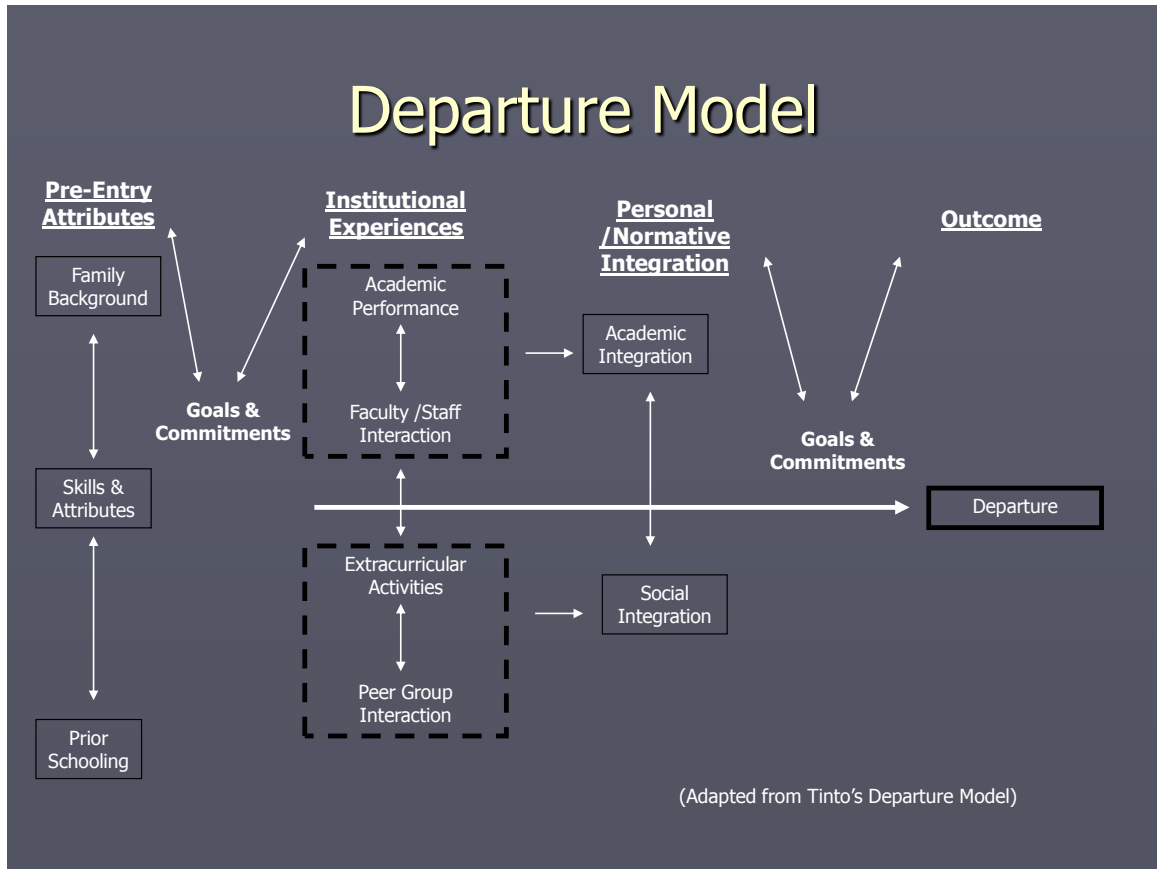 Departure Model
Pre-Entry
Attributes
Family
Background
Skills &
Attributes
Prior
Schooling
Goals &
Commitments
Institutional
Experiences
Academic
Performance
Faculty /Staff
Interaction
Extracurricular
Activities
Peer Group
Interaction
Personal
/Normative
Integration
Academic
Integration
Social
Integration
Goals &
Commitments
Outcome
Departure
(Adapted from Tinto’s Departure Model)